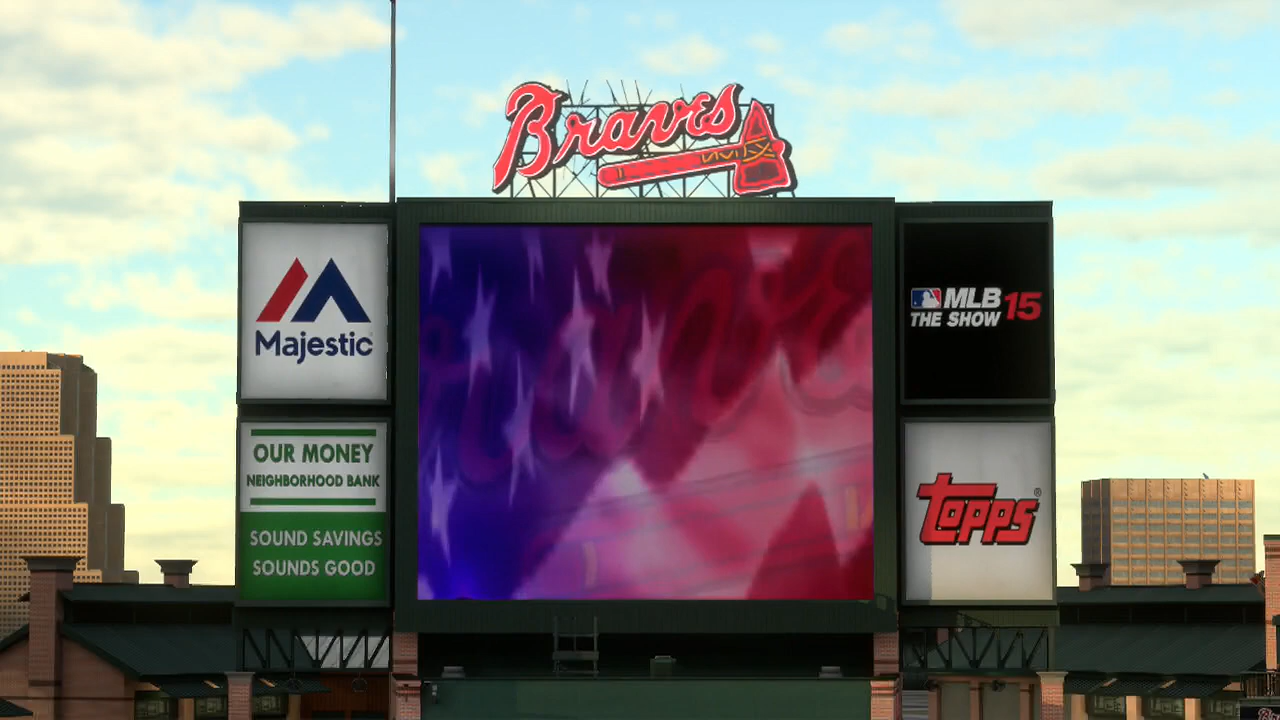 Braves
Majestic
MLB
THE SHOW 15
OUR MONEY
NEIGHBORHOOD BANK
SOUND SAVINGS
SOUNDS GOOD
TOPPS®